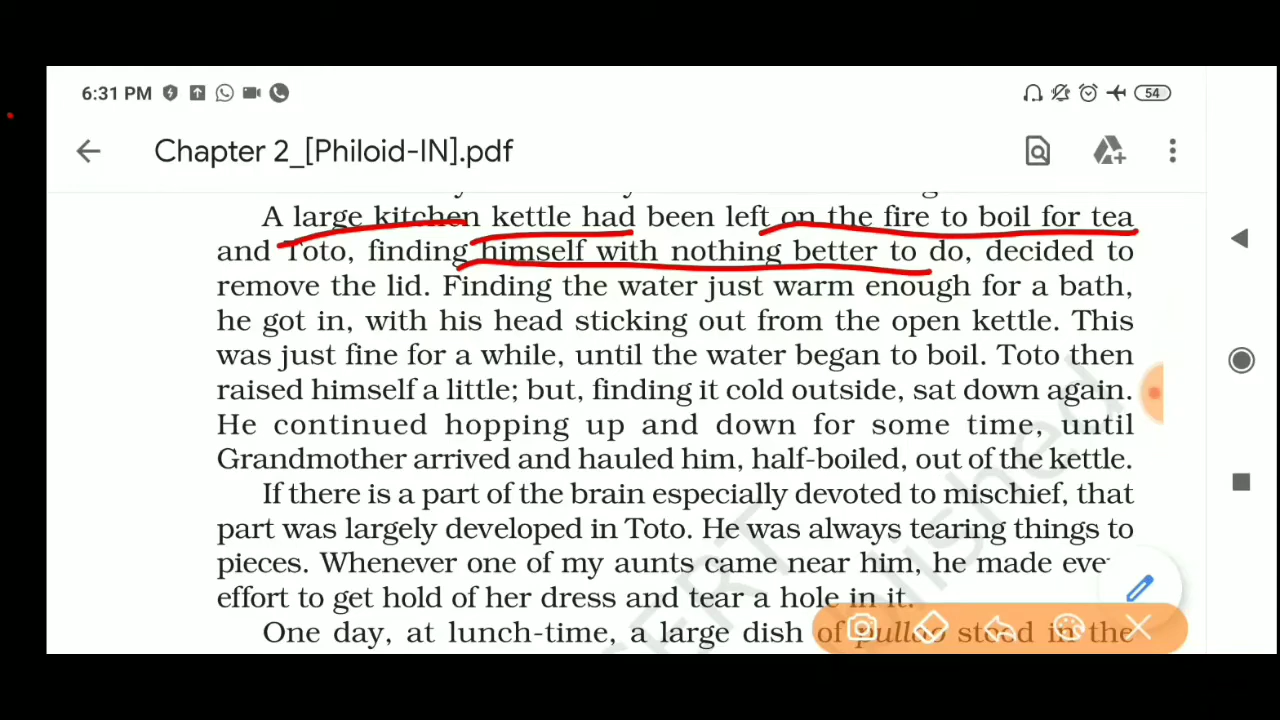 6:31 PM 54
Chapter 2_[Philoid-IN].pdf
A large kitchen kettle had been left on the fire to boil for tea
and Toto, finding himself with nothing better to do, decided to
remove the lid. Finding the water just warm enough for a bath,
he got in, with his head sticking out from the open kettle. This
was just fine for a while, until the water began to boil. Toto then
raised himself a little; but, finding it cold outside, sat down again.
He continued hopping up and down for some time, until
Grandmother arrived and hauled him, half-boiled, out of the kettle.
If there is a part of the brain especially devoted to mischief, that
part was largely developed in Toto. He was always tearing things to
pieces. Whenever one of my aunts came near him, he made
effort to get hold of her dress and tear a hole in it.
One day, at lunch-time, a large dish of pullao stood in the